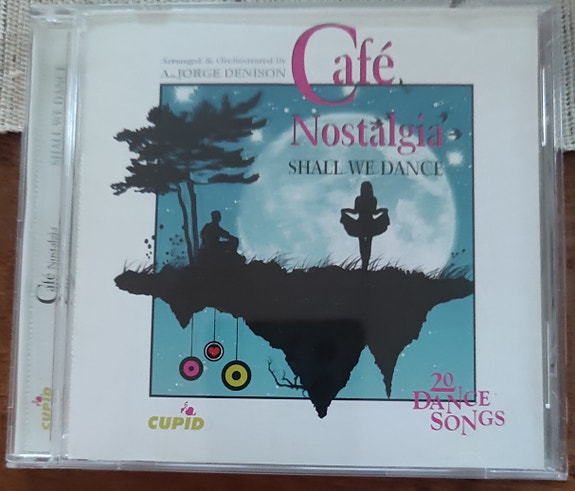 Arranged & Orchestrated By
A. JORGE DENISON
Café
Nostalgia
SHALL WE DANCE
20
DANCE
SONGS
CUPID
SHALL WE DANCE
Café Nostalgia
CUPID